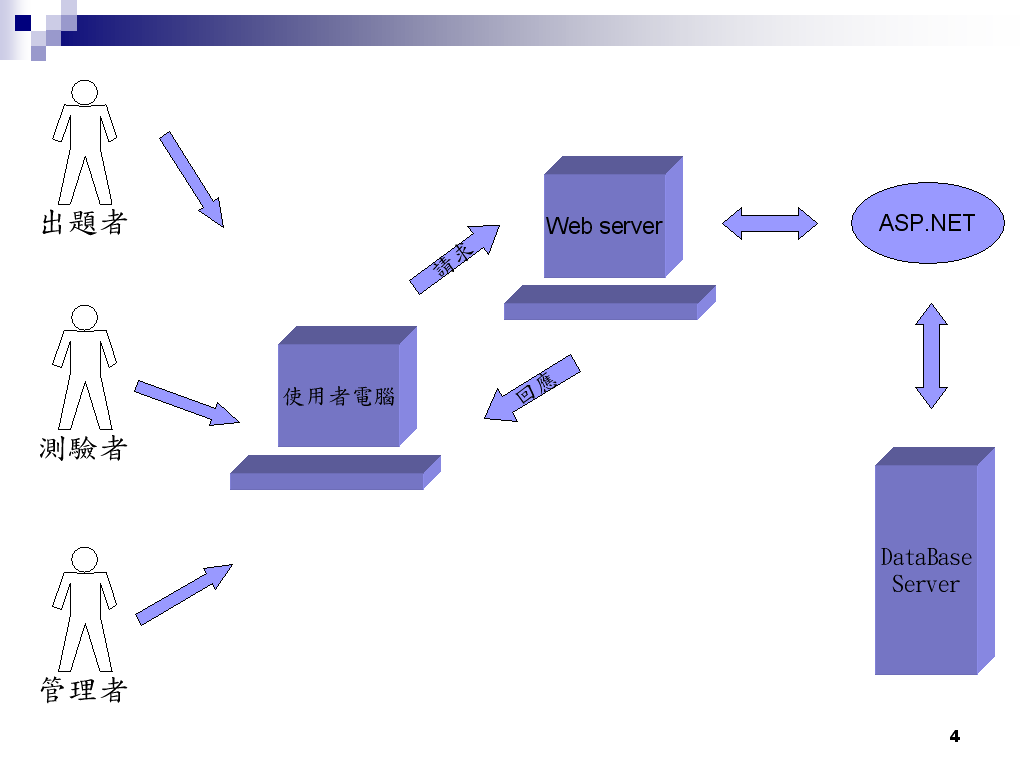 出題者
請求
Web server
ASP.NET
測驗者
使用者電腦
回應
DataBase
Server
管理者
4